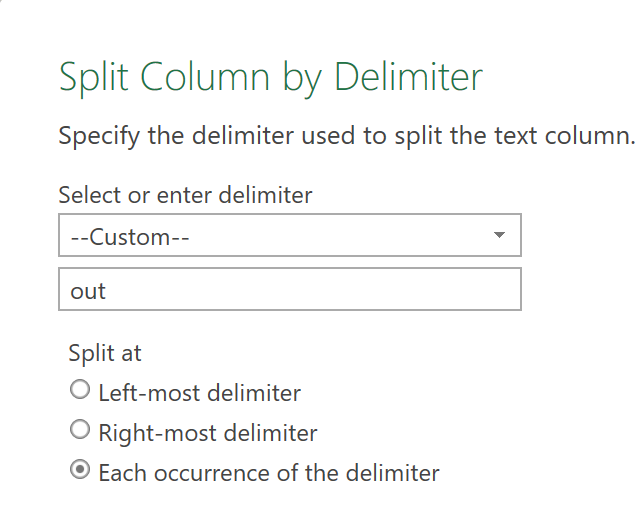 Split Column by Delimiter
Specify the delimiter used to split the text column.
Select or enter delimiter
--Custom--
out
Split at
Left-most delimiter
Right-most delimiter
Each occurrence of the delimiter